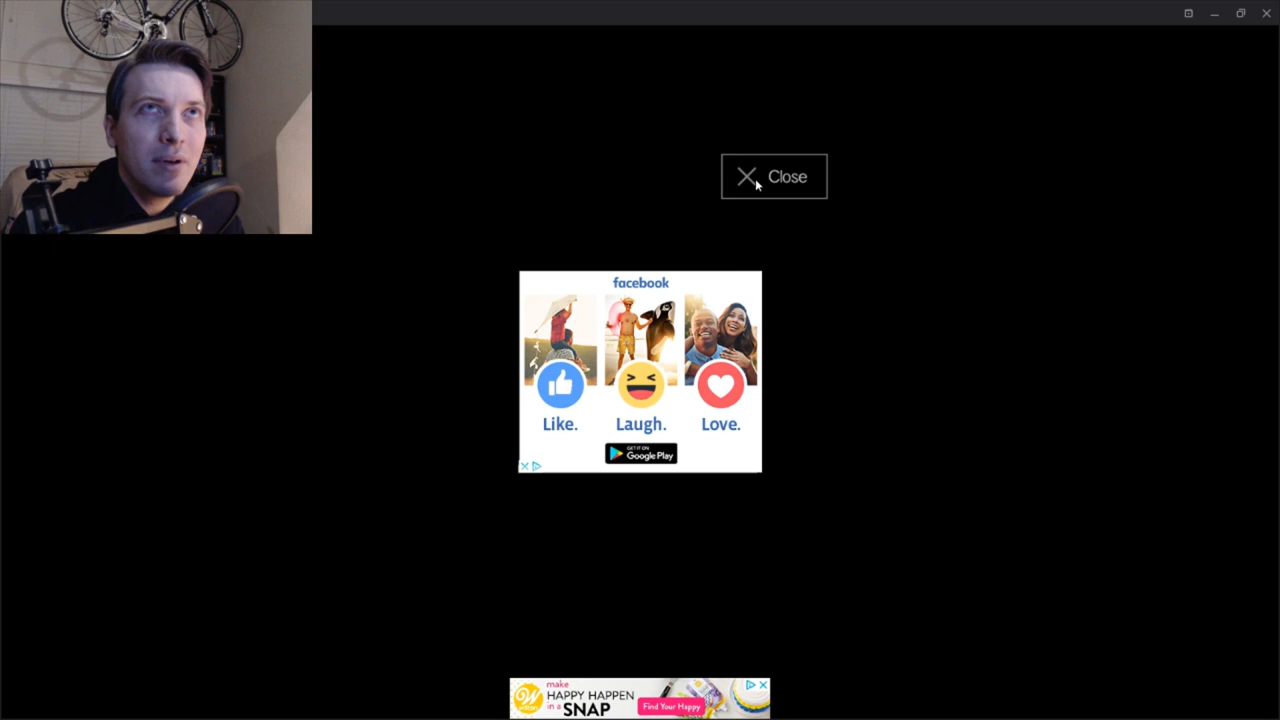 Close
facebook
Like. Laugh. Love.
GET IT ON
Google Play
make
HAPPY HAPPEN
in a SNAP
Find Your Happy